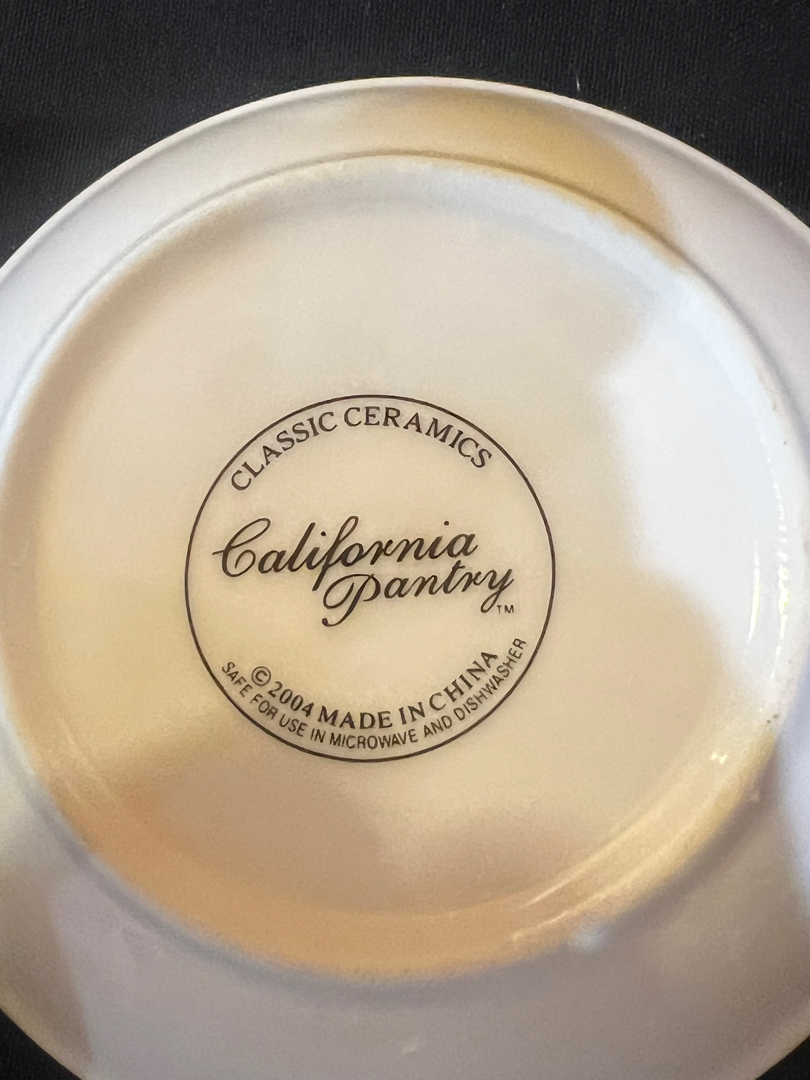 CLASSIC CERAMICS
California
Pantry
TM
©2004 MADE IN CHINA
SAFE FOR USE IN MICROWAVE AND DISHWASHER